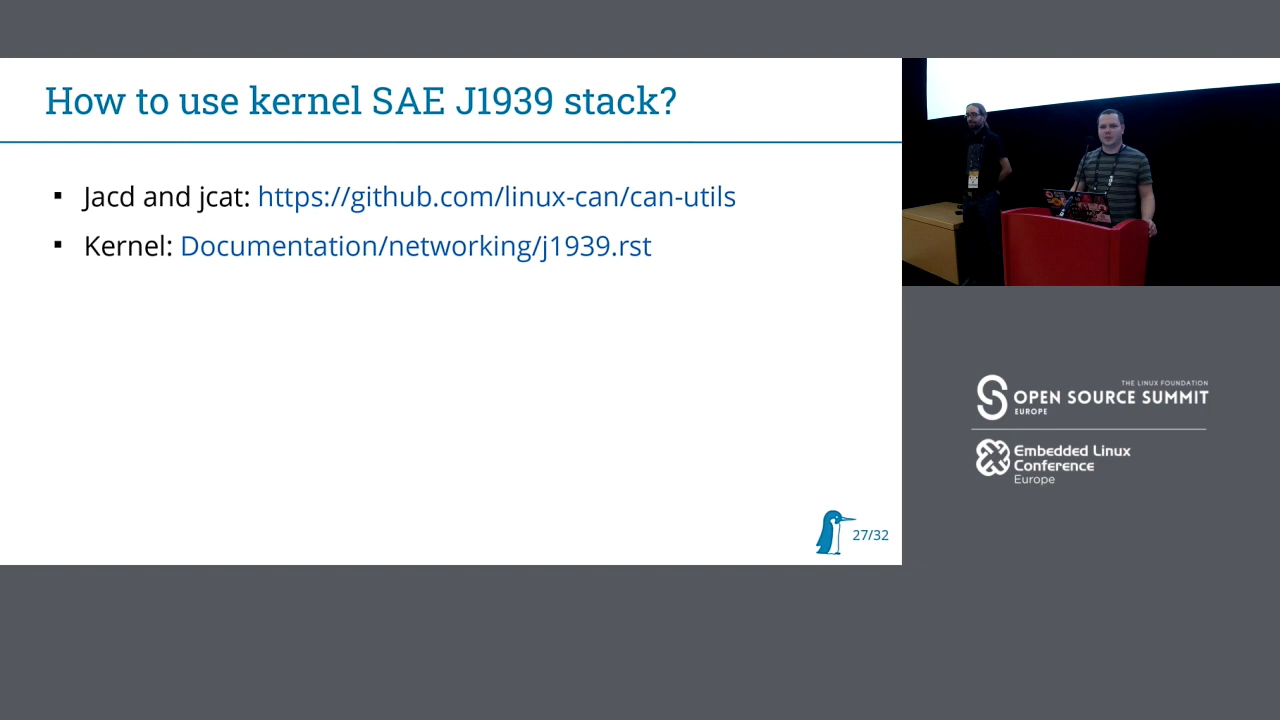 How to use kernel SAE J1939 stack?
▪ Jacd and jcat: https://github.com/linux-can/can-utils
▪ Kernel: Documentation/networking/j1939.rst
27/32
THE LINUX FOUNDATION
OPEN SOURCE SUMMIT
EUROPE
Embedded Linux
Conference
Europe